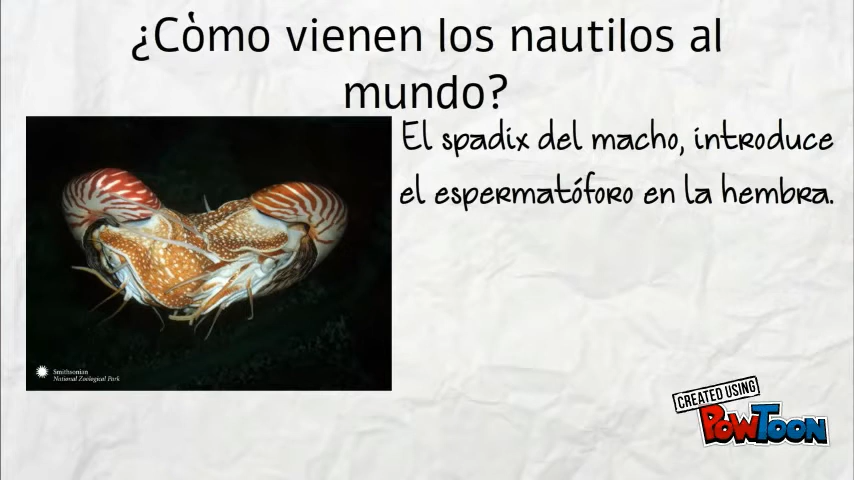 ¿Còmo vienen los nautilos al
mundo?
El spadix del macho, introduce
el espermatóforo en la hembra.
Smithsonian
National Zoological Park
CREATED USING
POWTOON